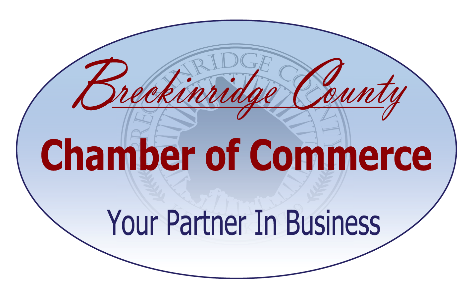 Breckinridge County
Chamber of Commerce
Your Partner In Business